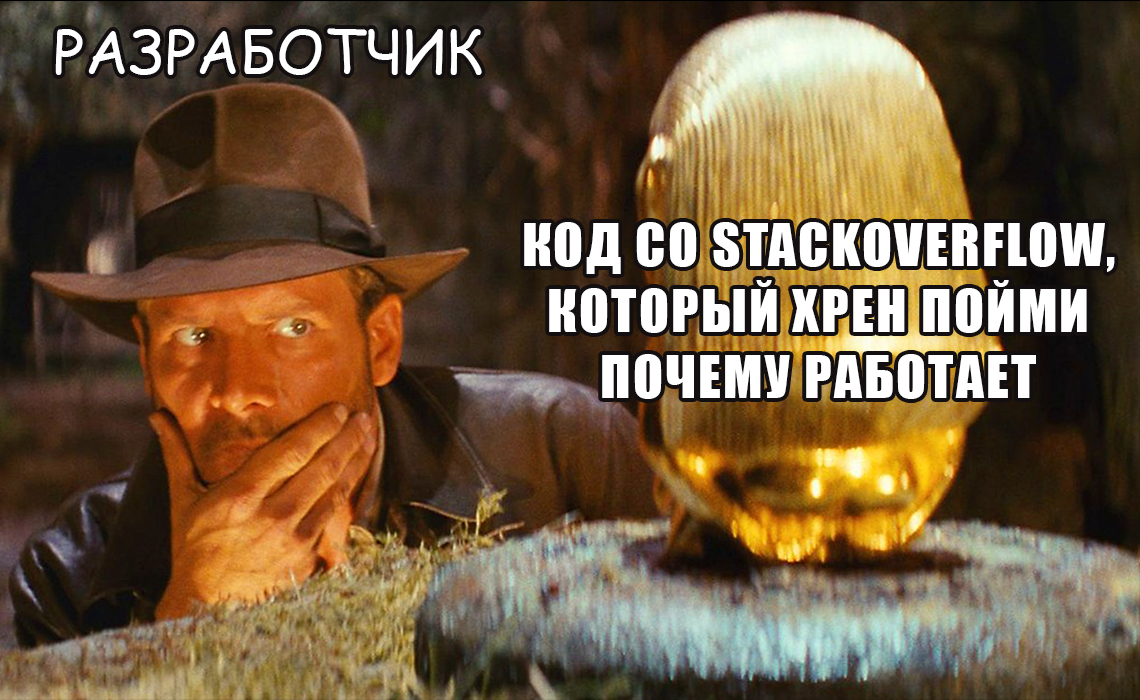 РАЗРАБОТЧИК
КОД СО STACKOVERFLOW,
КОТОРЫЙ ХРЕН ПОЙМИ
ПОЧЕМУ РАБОТАЕТ